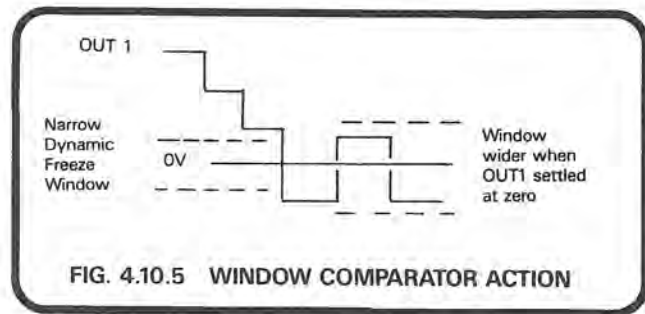 OUT 1
Narrow
Dynamic
Freeze
Window
0V
Window
wider when
OUT1 settled
at zero
FIG. 4.10.5 WINDOW COMPARATOR ACTION